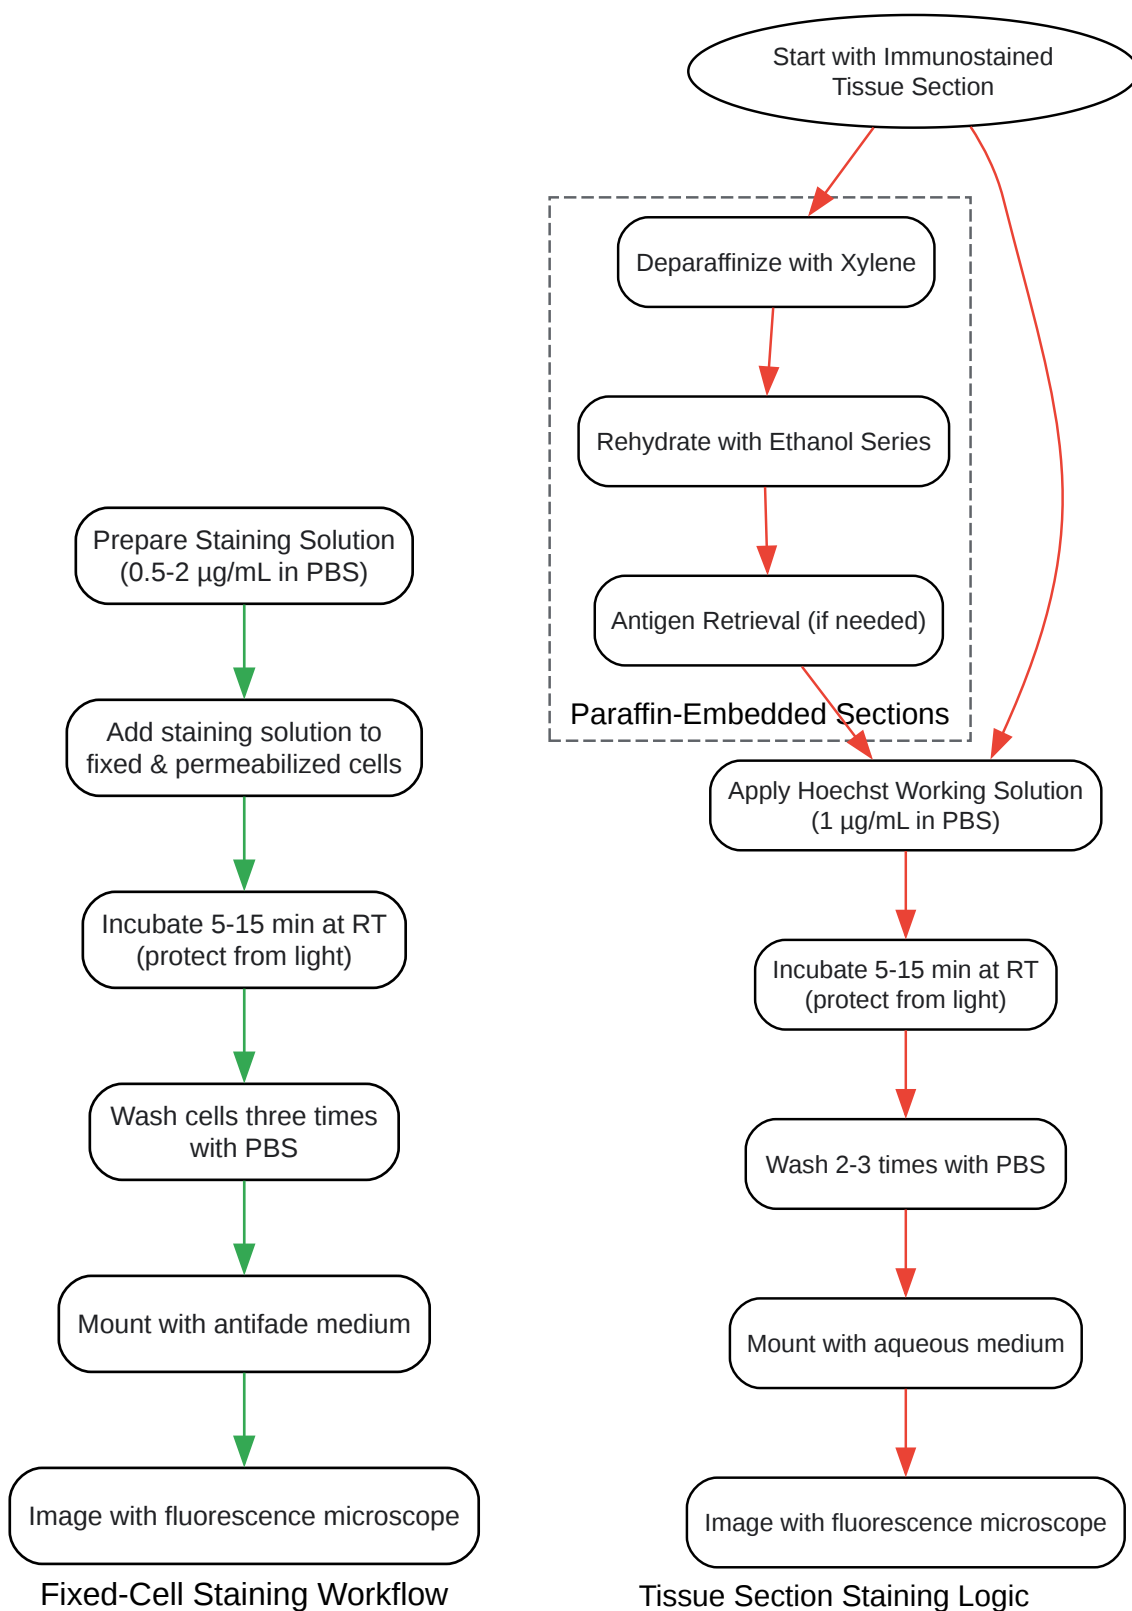 Prepare Staining Solution
(0.5-2 µg/mL in PBS)
Add staining solution to
fixed & permeabilized cells
Incubate 5-15 min at RT
(protect from light)
Wash cells three times
with PBS
Mount with antifade medium
Image with fluorescence microscope
Fixed-Cell Staining Workflow
Start with Immunostained
Tissue Section
Deparaffinize with Xylene
Rehydrate with Ethanol Series
Antigen Retrieval (if needed)
Paraffin-Embedded Sections
Apply Hoechst Working Solution
(1 µg/mL in PBS)
Incubate 5-15 min at RT
(protect from light)
Wash 2-3 times with PBS
Mount with aqueous medium
Image with fluorescence microscope
Tissue Section Staining Logic